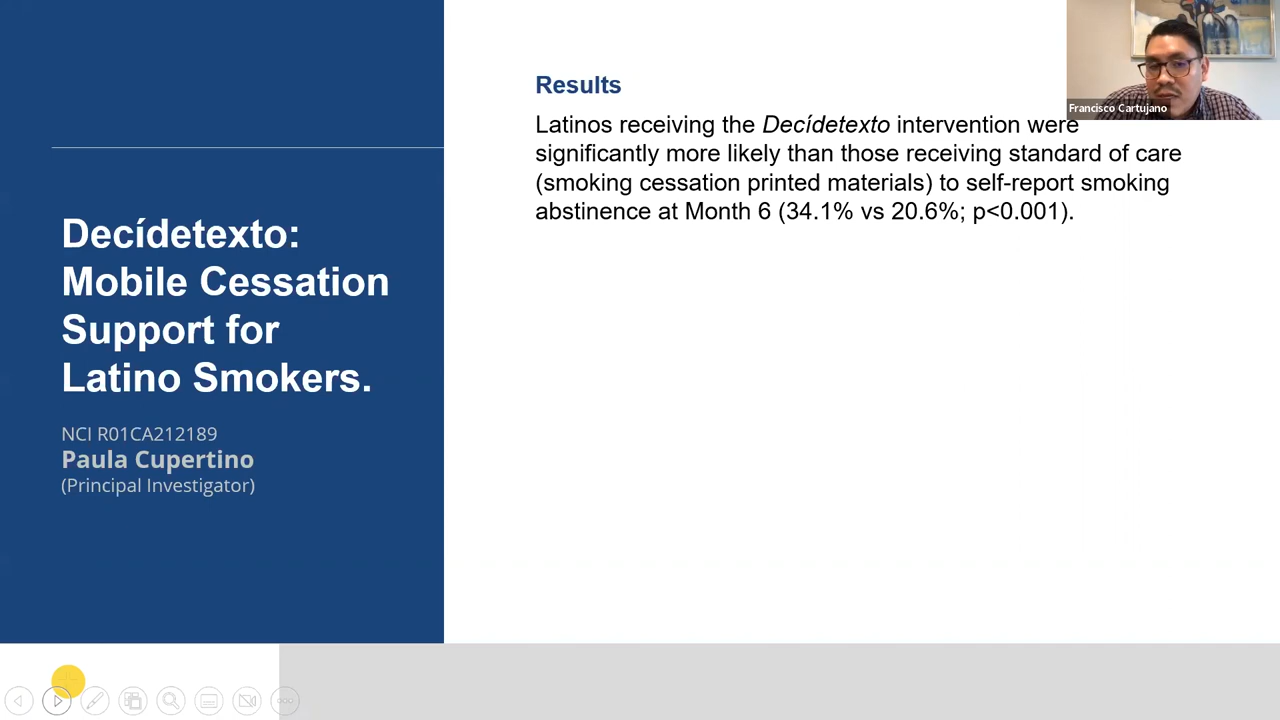 Decídetexto:
Mobile Cessation
Support for
Latino Smokers.
NCI R01CA212189
Paula Cupertino
(Principal Investigator)
Results
Latinos receiving the Decídetexto intervention were
significantly more likely than those receiving standard of care
(smoking cessation printed materials) to self-report smoking
abstinence at Month 6 (34.1% vs 20.6%; p<0.001).
Francisco Cartujano